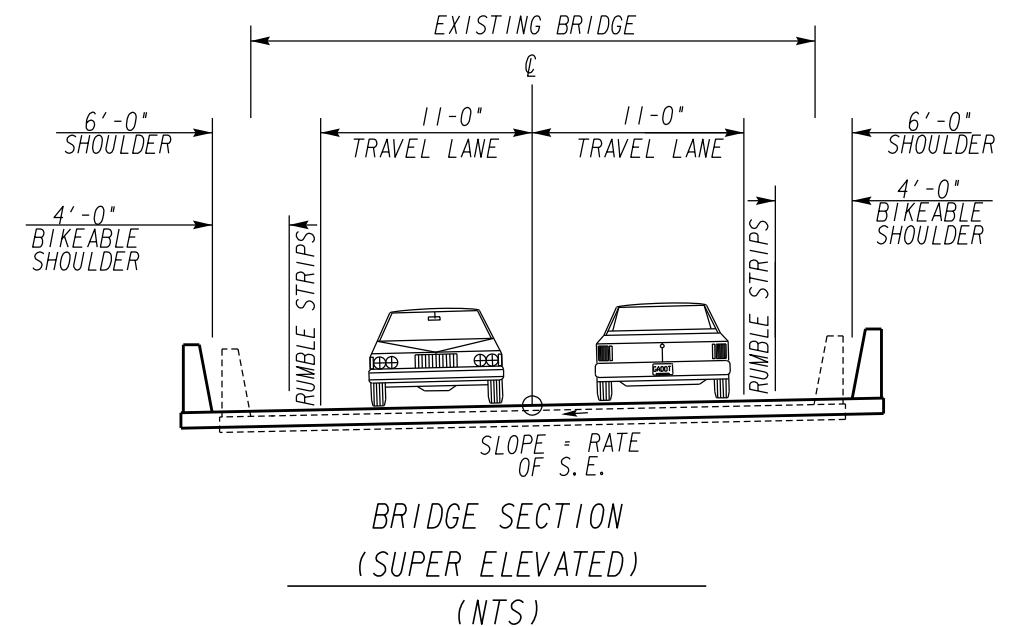 EXISTING BRIDGE
℄
6'-0"
SHOULDER
11-0"
TRAVEL LANE
11-0"
TRAVEL LANE
6'-0"
SHOULDER
4'-0"
BIKEABLE
SHOULDER
4'-0"
BIKEABLE
SHOULDER
RUMBLE STRIPS
RUMBLE STRIPS
GADOT
SLOPE = RATE
OF S.E.
BRIDGE SECTION
(SUPER ELEVATED)
(NTS)